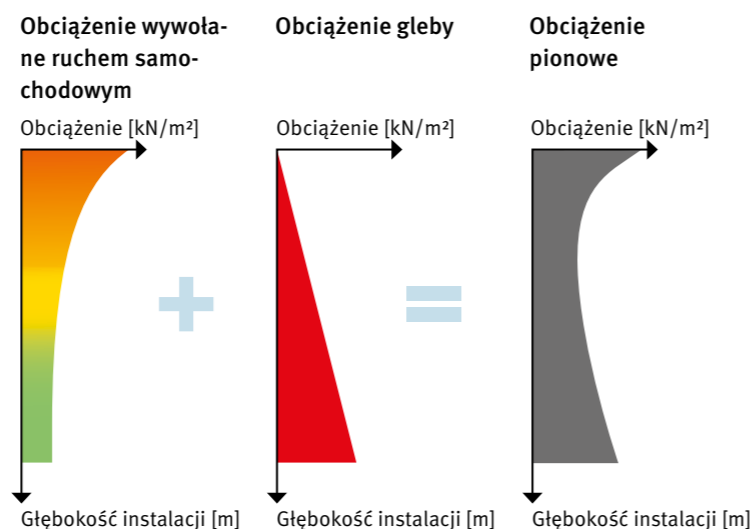 Obciążenie wywoła-
ne ruchem samo-
chodowym
Obciążenie [kN/m²]
Głębokość instalacji [m]
Obciążenie gleby
Obciążenie [kN/m²]
Głębokość instalacji [m]
Obciążenie
pionowe
Obciążenie [kN/m²]
Głębokość instalacji [m]